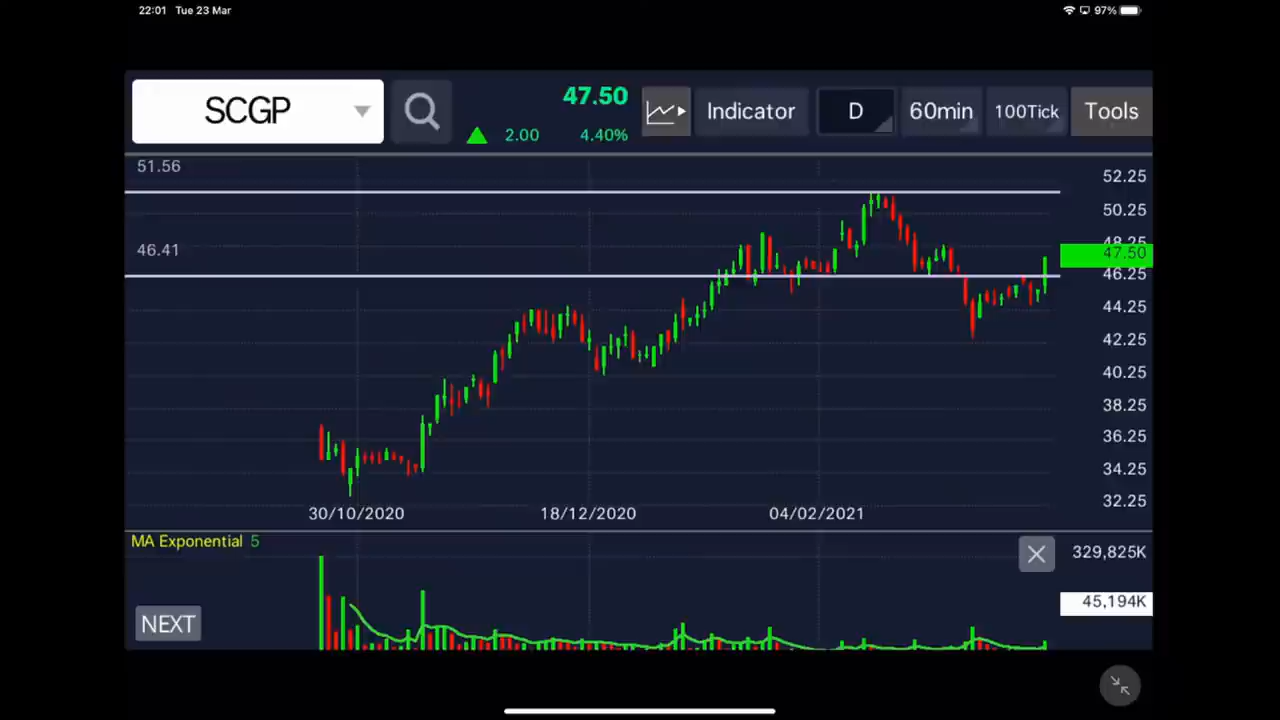 22:01 Tue 23 Mar
97%
SCGP
47.50
2.00 4.40%
Indicator
D
60min
100Tick
Tools
51.56
46.41
52.25
50.25
48.25
47.50
46.25
44.25
42.25
40.25
38.25
36.25
34.25
32.25
30/10/2020
18/12/2020
04/02/2021
MA Exponential 5
329,825K
45,194K
NEXT